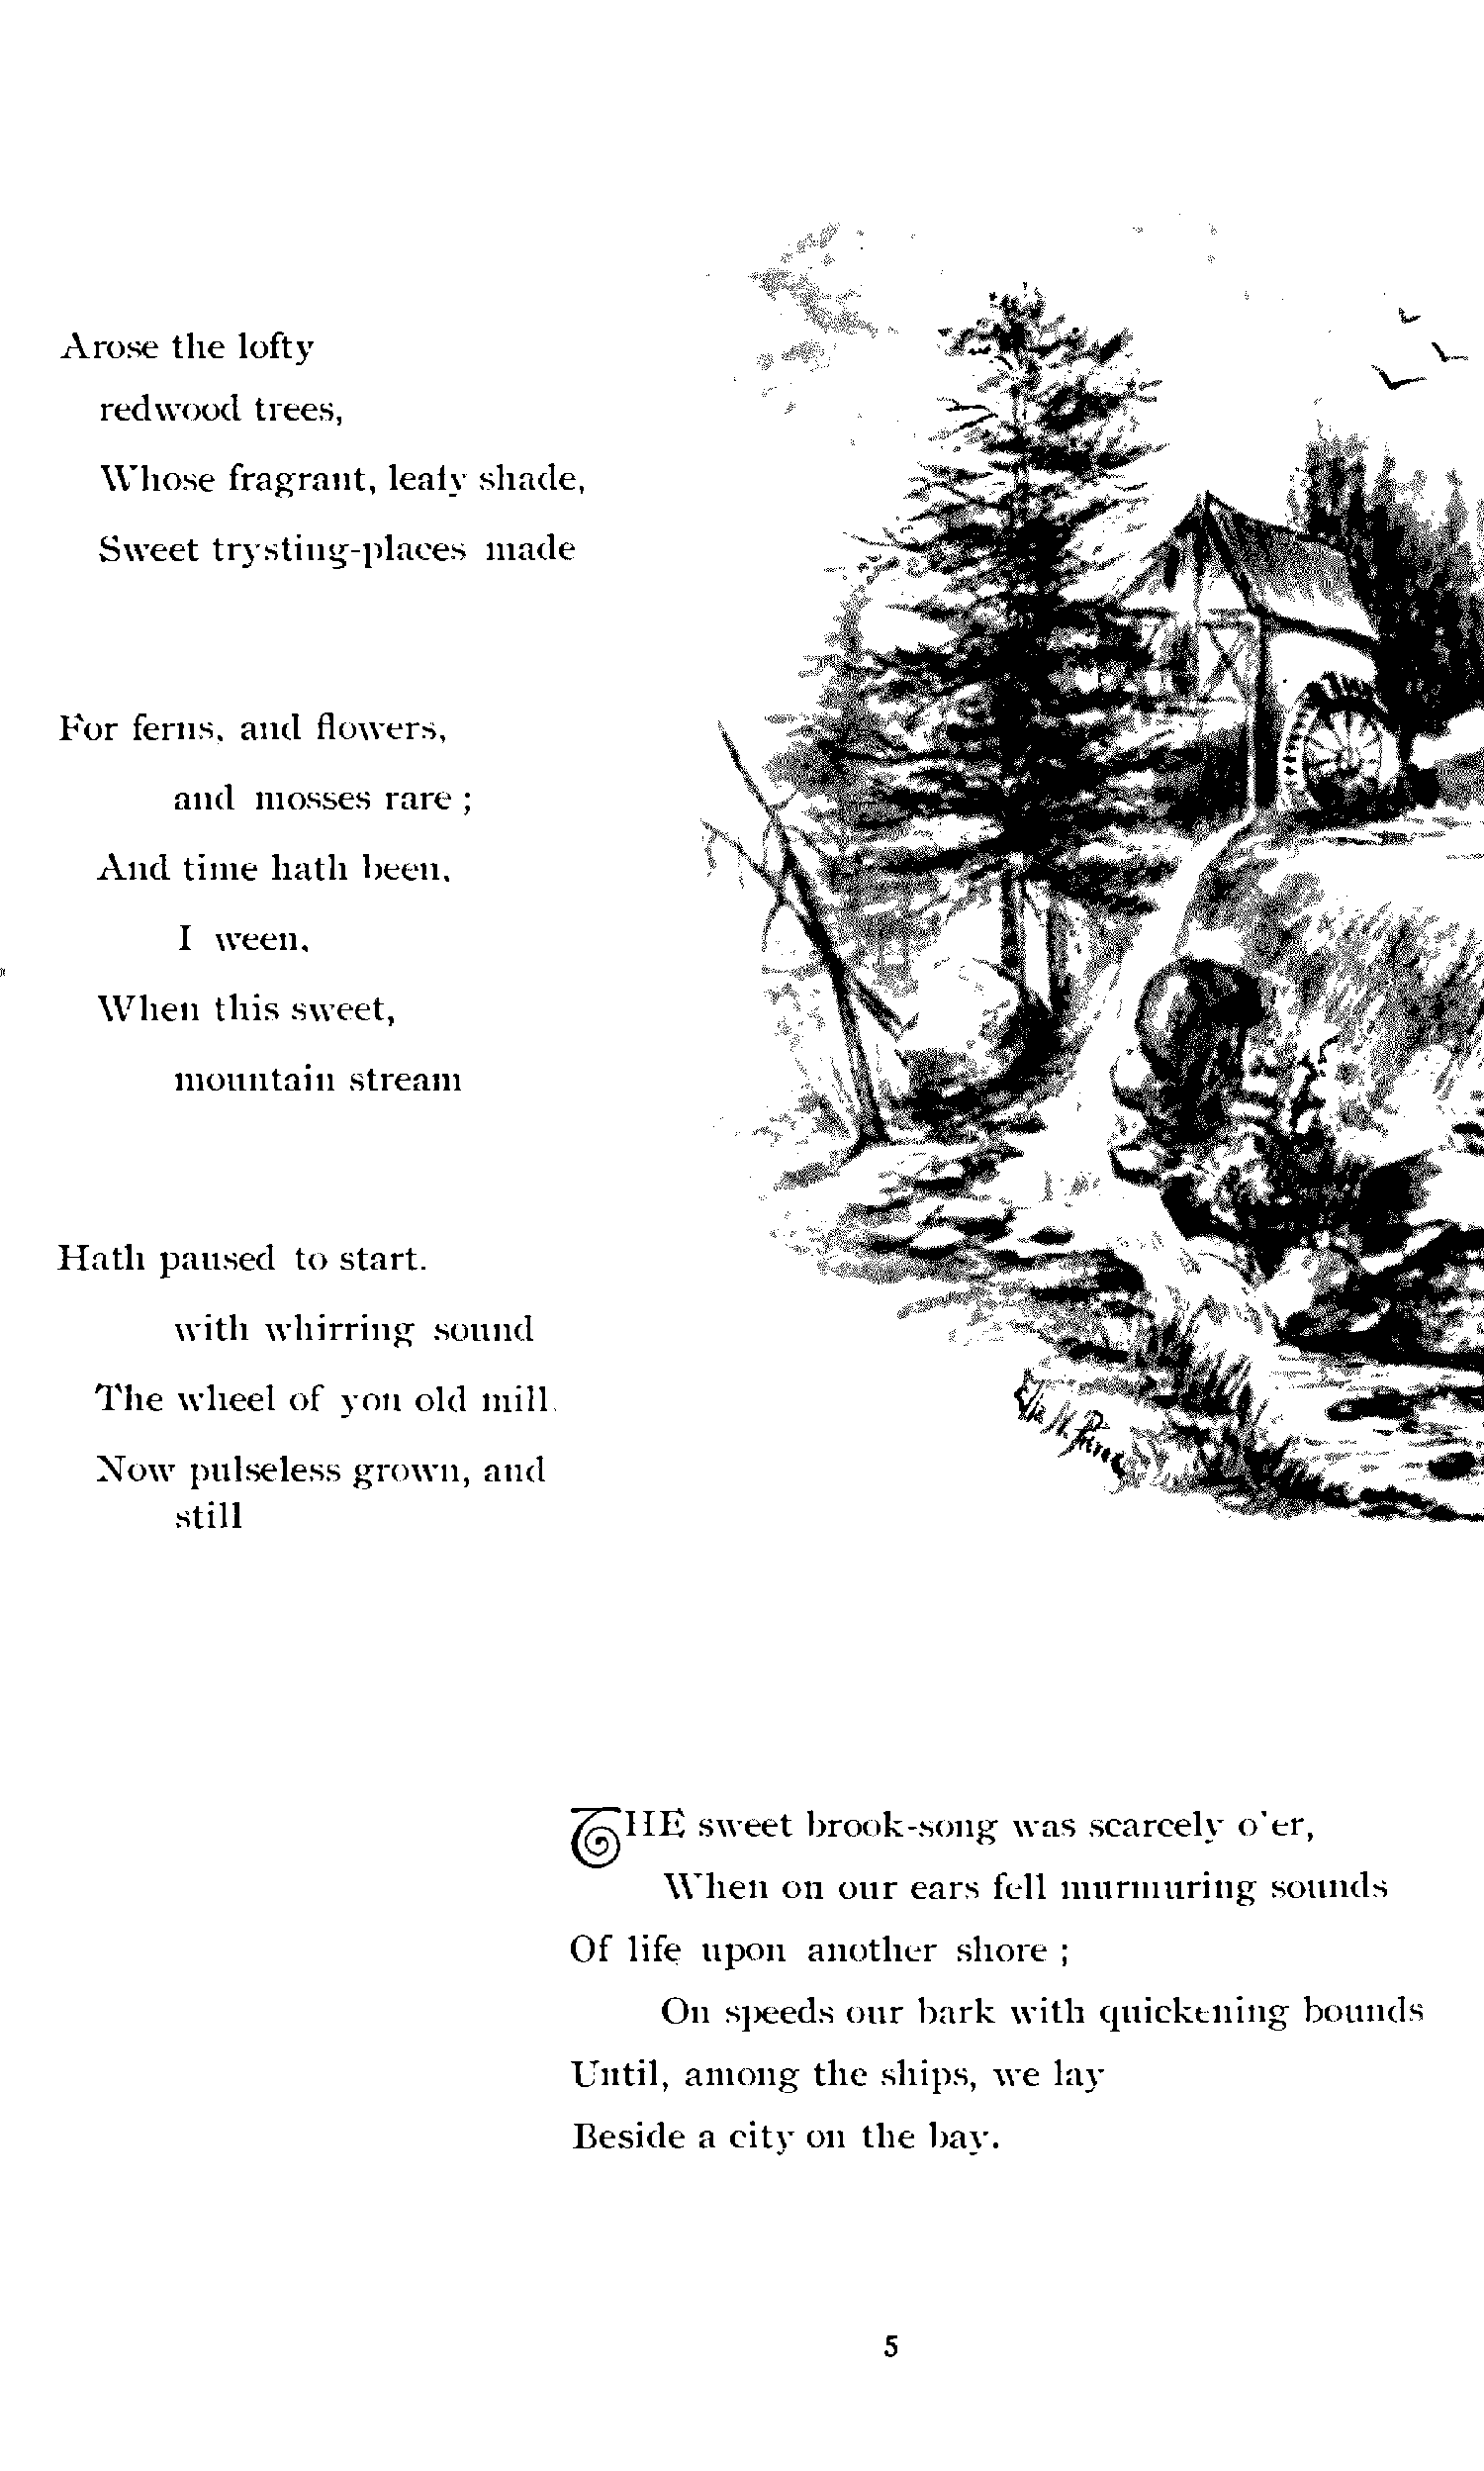 Arose the lofty
redwood trees,
Whose fragrant, leafy shade,
Sweet trysting-places made
For ferns, and flowers,
and mosses rare ;
And time hath been,
I ween,
When this sweet,
mountain stream
Hath paused to start.
with whirring sound
The wheel of yon old mill.
Now pulseless grown, and
still
THE sweet brook-song was scarcely o'er,
When on our ears fell murmuring sounds
Of life upon another shore ;
On speeds our bark with quickening bounds
Until, among the ships, we lay
Beside a city on the bay.
5